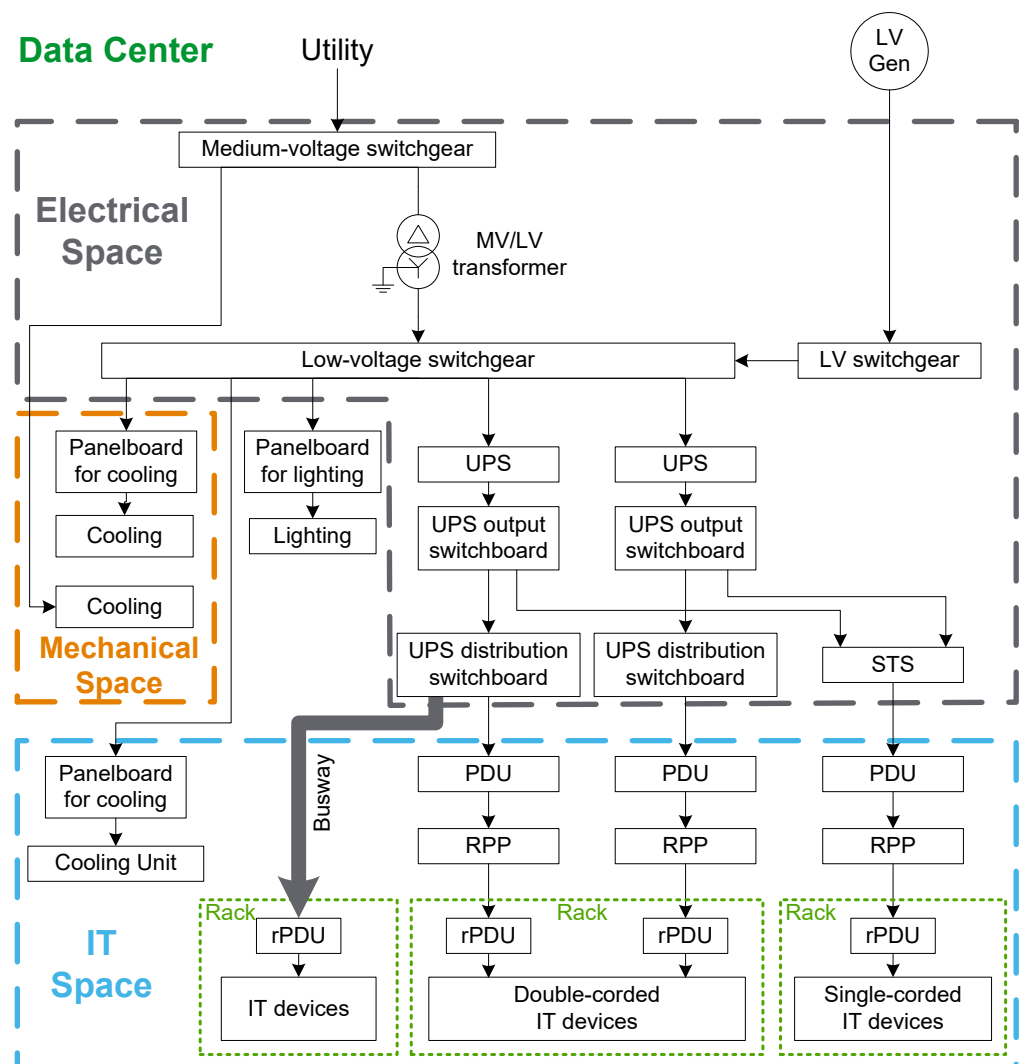 Data Center
Utility
LV
Gen
Medium-voltage switchgear
Electrical
Space
MV/LV
transformer
Low-voltage switchgear
LV switchgear
Panelboard
for cooling
Panelboard
for lighting
UPS
UPS
Cooling
Lighting
UPS output
switchboard
UPS output
switchboard
Cooling
Mechanical
Space
UPS distribution
switchboard
UPS distribution
switchboard
STS
Panelboard
for cooling
Busway
PDU
PDU
PDU
Cooling Unit
RPP
RPP
RPP
IT
Space
Rack
rPDU
IT devices
Rack
rPDU
rPDU
Double-corded
IT devices
Rack
rPDU
Single-corded
IT devices